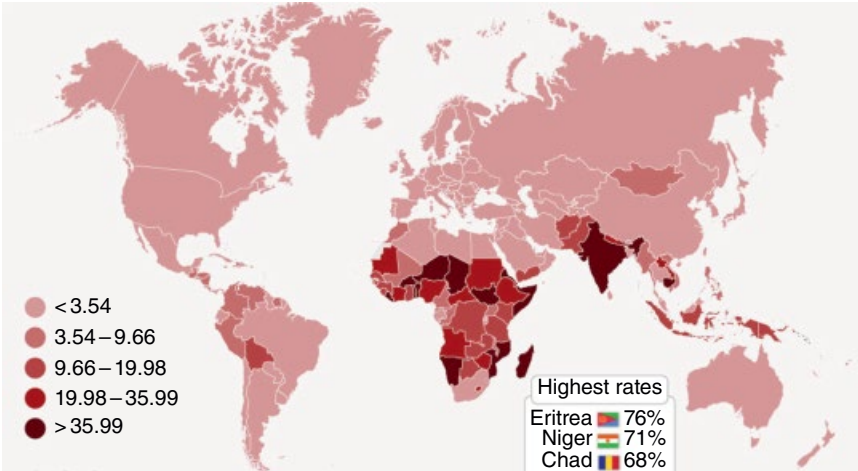 <3.54
3.54–9.66
9.66–19.98
19.98–35.99
>35.99
Highest rates
Eritrea 76%
Niger 71%
Chad 68%